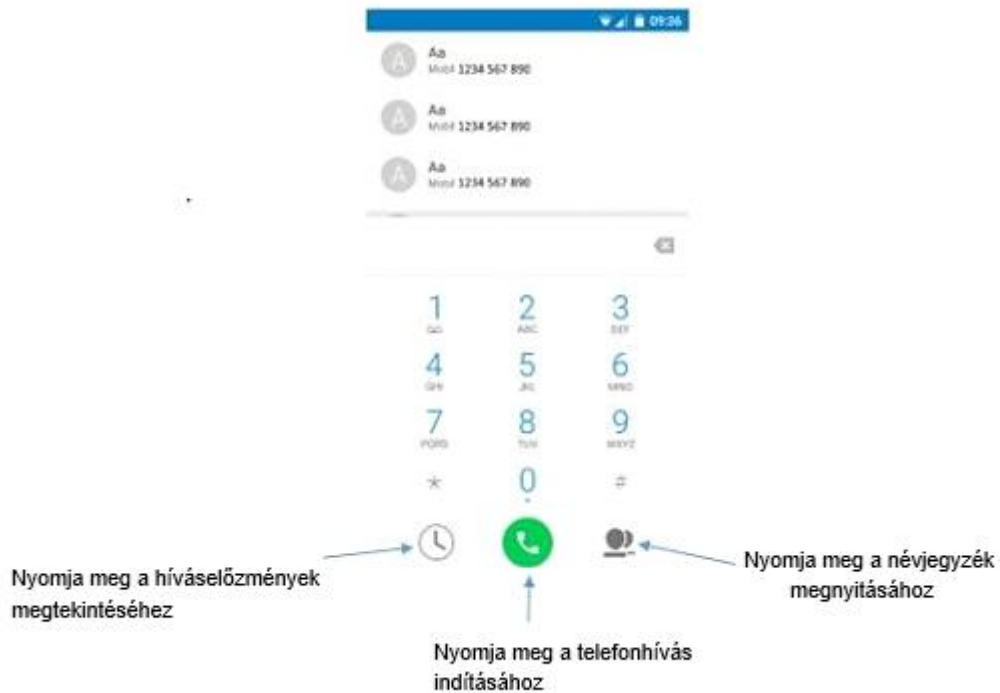 09:36
A
Aa
Mobil 1234 567 890
A
Aa
Mobil 1234 567 890
A
Aa
Mobil 1234 567 890
1 2 3
ABC DEF
4 5 6
GHI JKL MNO
7 8 9
PQRS TUV WXYZ
* 0 #
+
Nyomja meg a híváselőzmények
megtekintéséhez
Nyomja meg a névjegyzék
megnyitásához
Nyomja meg a telefonhívás
indításához